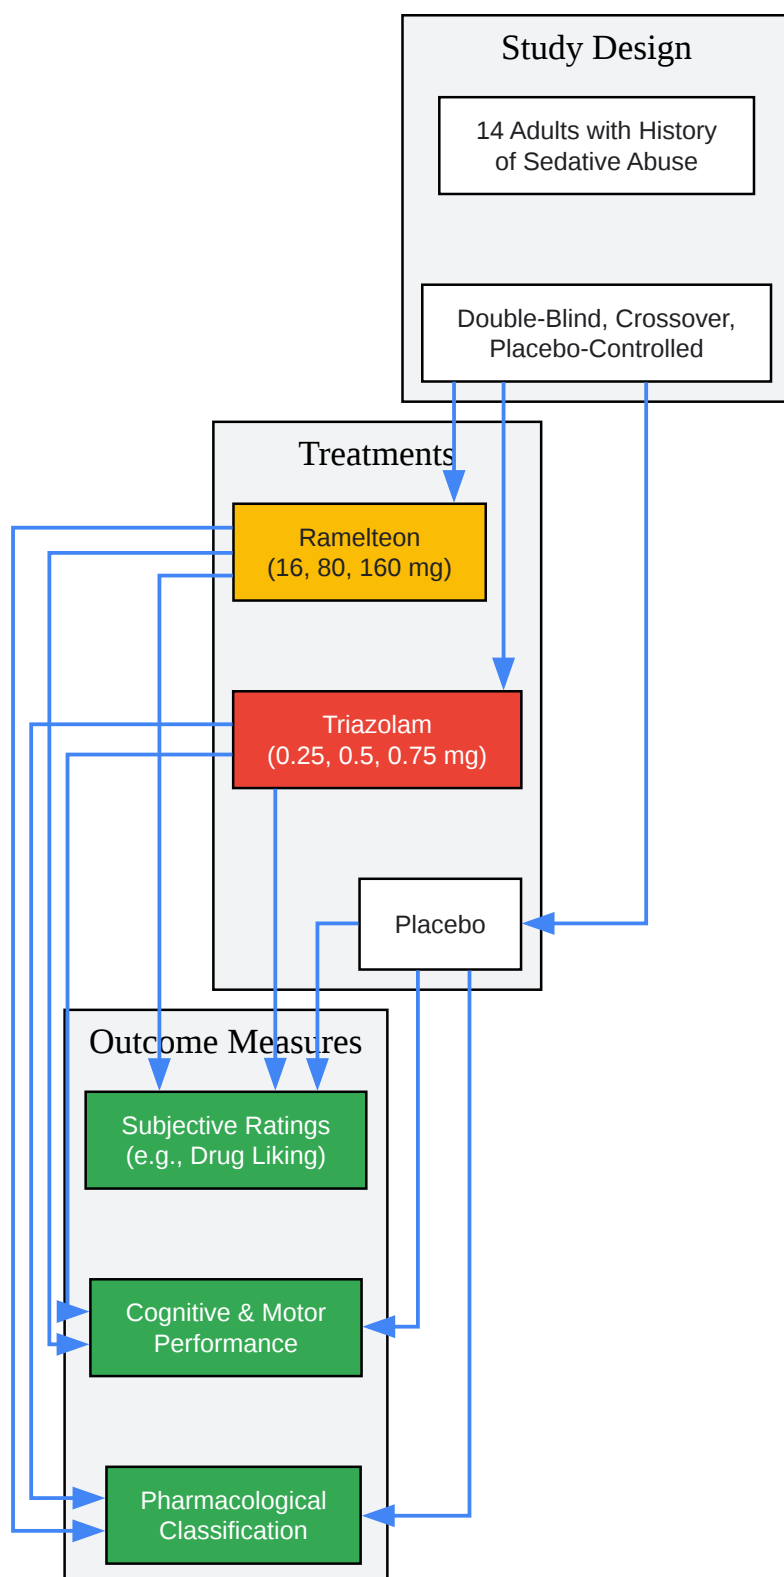 Study Design
14 Adults with History
of Sedative Abuse
Double-Blind, Crossover,
Placebo-Controlled
Treatments
Ramelteon
(16, 80, 160 mg)
Triazolam
(0.25, 0.5, 0.75 mg)
Placebo
Outcome Measures
Subjective Ratings
(e.g., Drug Liking)
Cognitive & Motor
Performance
Pharmacological
Classification